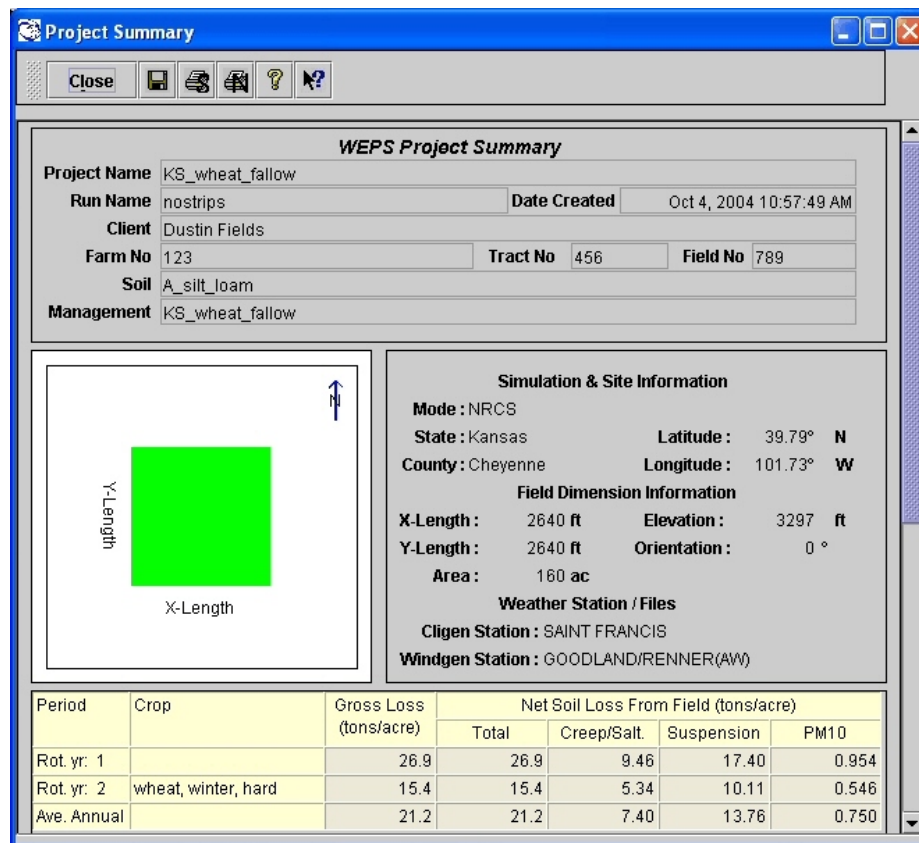 Project Summary
Close
WEPS Project Summary
Project Name KS_wheat_fallow
Run Name nostrips Date Created Oct 4, 2004 10:57:49 AM
Client Dustin Fields
Farm No 123 Tract No 456 Field No 789
Soil A_silt_loam
Management KS_wheat_fallow
N
Y-Length
X-Length
Simulation & Site Information
Mode : NRCS
State : Kansas Latitude : 39.79° N
County : Cheyenne Longitude : 101.73° W
Field Dimension Information
X-Length : 2640 ft Elevation : 3297 ft
Y-Length : 2640 ft Orientation : 0 °
Area : 160 ac
Weather Station / Files
Cligen Station : SAINT FRANCIS
Windgen Station : GOODLAND/RENNER(AW)
Period Crop Gross Loss Net Soil Loss From Field (tons/acre)
(tons/acre) Total Creep/Salt. Suspension PM10
Rot. yr: 1 26.9 26.9 9.46 17.40 0.954
Rot. yr: 2 wheat, winter, hard 15.4 15.4 5.34 10.11 0.546
Ave. Annual 21.2 21.2 7.40 13.76 0.750